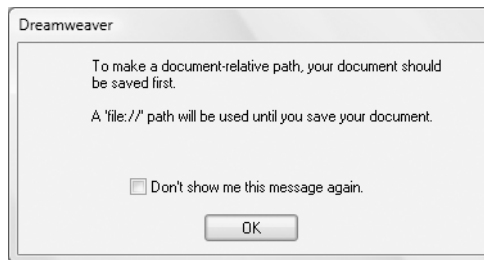 Dreamweaver
To make a document-relative path, your document should
be saved first.
A 'file://' path will be used until you save your document.
Don't show me this message again.
OK